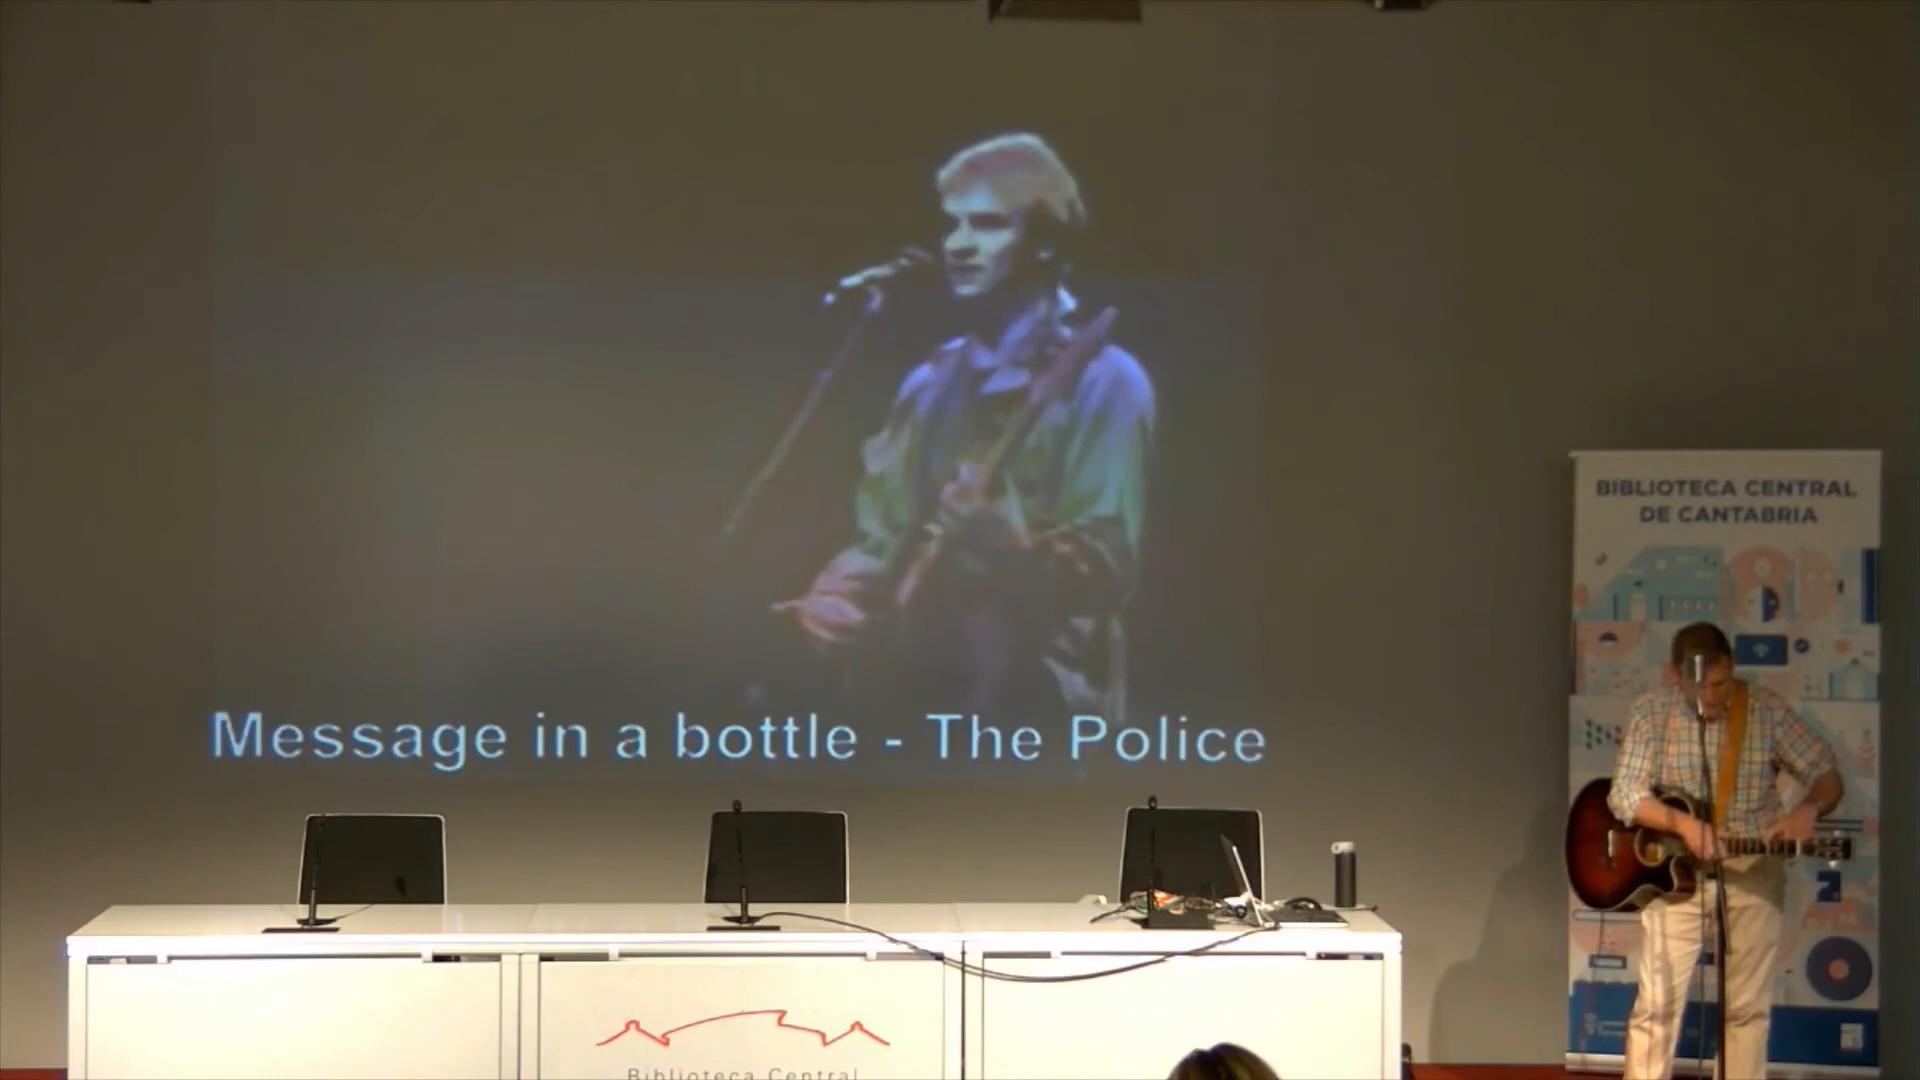 Message in a bottle - The Police
BIBLIOTECA CENTRAL
DE CANTABRIA
Biblioteca Central